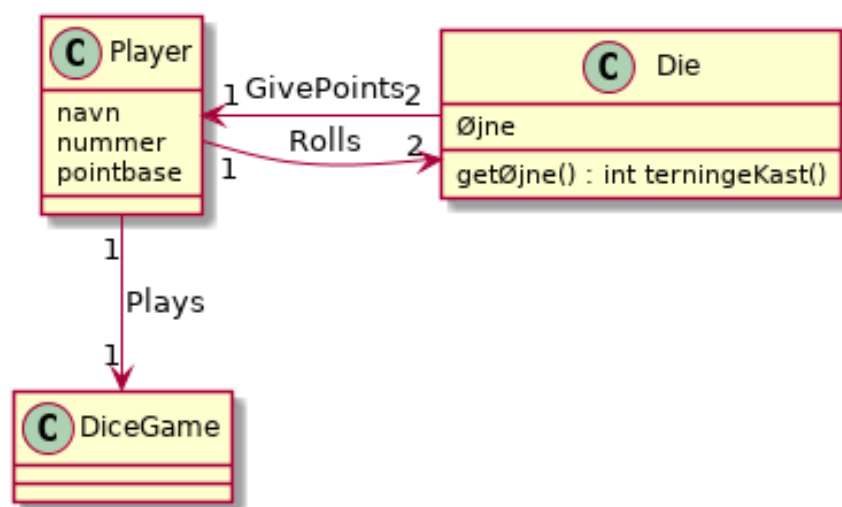 C Player
navn
nummer
pointbase
C Die
Øjne
getØjne() : int terningeKast()
1 GivePoints 2
Rolls
1 2
1
Plays
1
C DiceGame